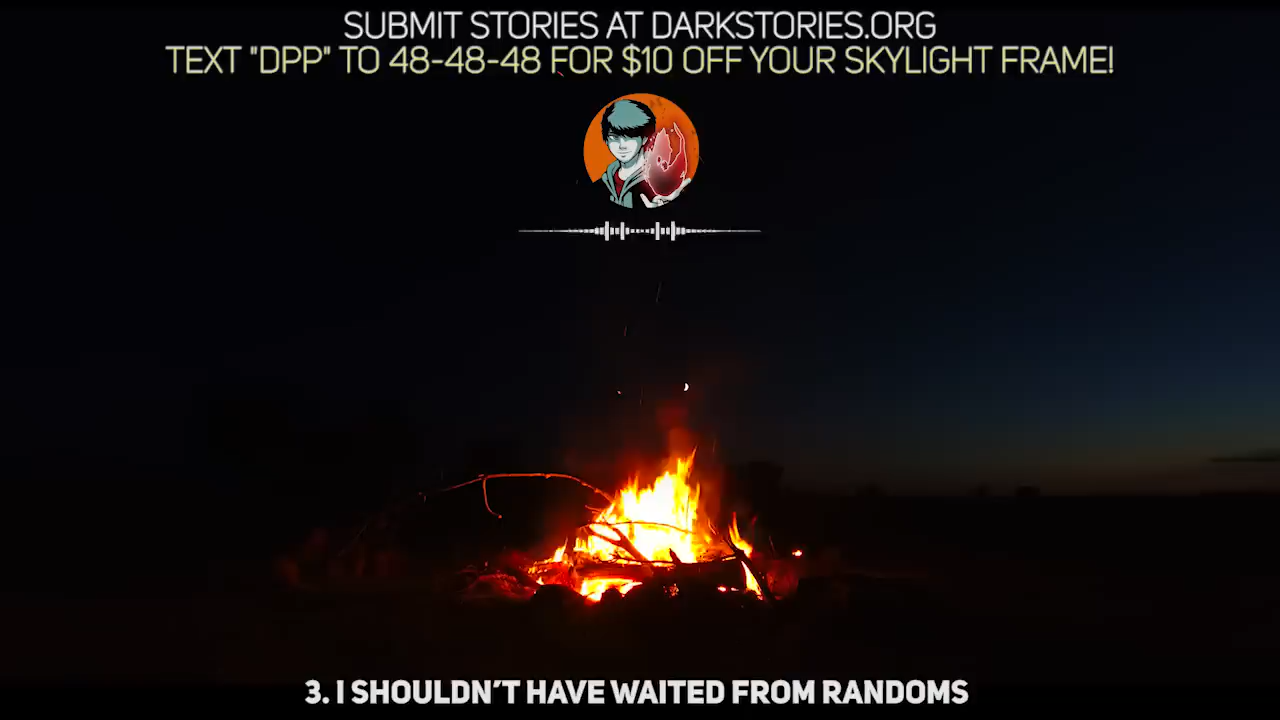 SUBMIT STORIES AT DARKSTORIES.ORG
TEXT "DPP" TO 48-48-48 FOR $10 OFF YOUR SKYLIGHT FRAME!
3. I SHOULDN'T HAVE WAITED FROM RANDOMS